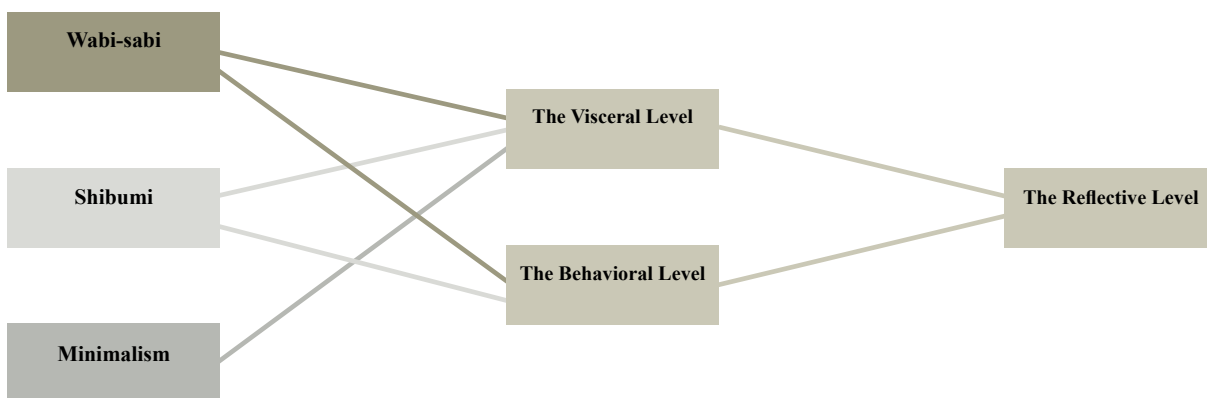 Wabi-sabi
The Visceral Level
Shibumi
The Reflective Level
The Behavioral Level
Minimalism